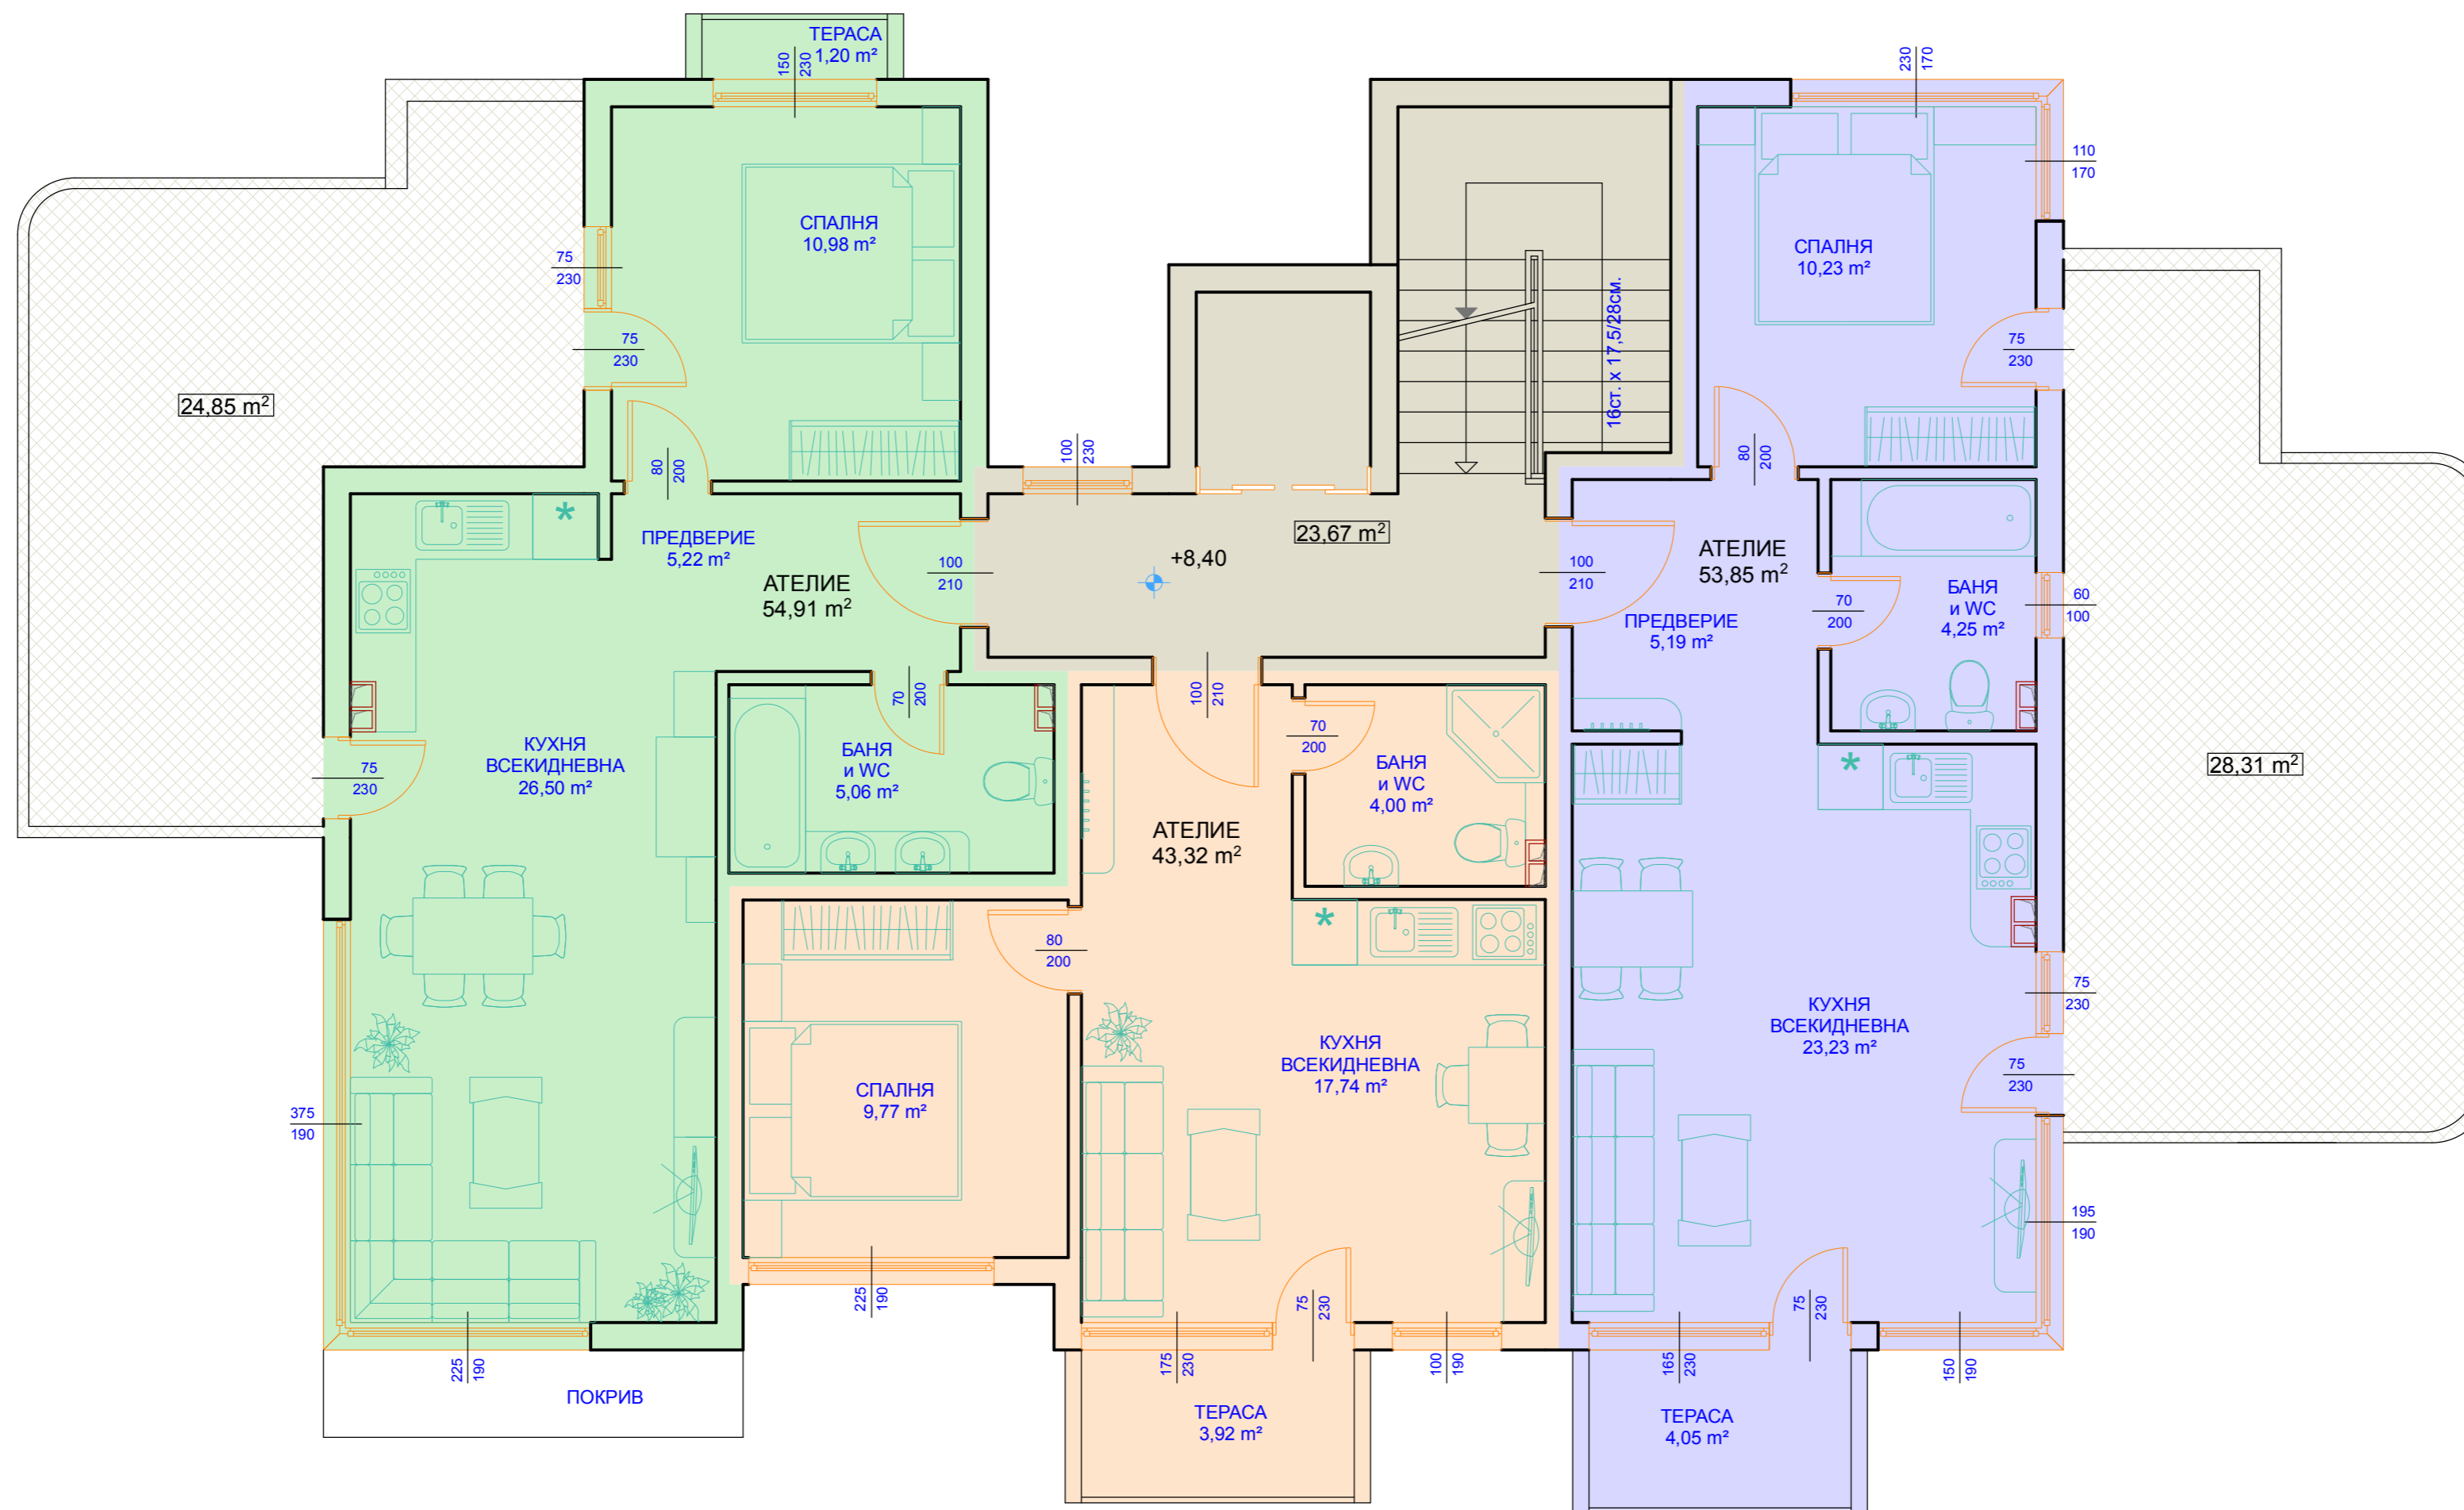 ТЕРАСА
1,20 m²
150
230
230
170
110
170
СПАЛНЯ
10,98 m²
СПАЛНЯ
10,23 m²
75
230
75
230
16ст. x 17,5/28см.
75
230
24,85 m²
80
200
100
230
80
200
ПРЕДВЕРИЕ
5,22 m²
АТЕЛИЕ
54,91 m²
100
210
+8,40
23,67 m²
100
210
АТЕЛИЕ
53,85 m²
ПРЕДВЕРИЕ
5,19 m²
70
200
БАНЯ
и WC
4,25 m²
60
100
70
200
100
210
КУХНЯ
ВСЕКИДНЕВНА
26,50 m²
75
230
БАНЯ
и WC
5,06 m²
70
200
БАНЯ
и WC
4,00 m²
28,31 m²
АТЕЛИЕ
43,32 m²
80
200
75
230
КУХНЯ
ВСЕКИДНЕВНА
23,23 m²
КУХНЯ
ВСЕКИДНЕВНА
17,74 m²
75
230
СПАЛНЯ
9,77 m²
375
190
195
190
225
190
75
230
75
230
225
190
175
230
100
190
165
230
150
190
ПОКРИВ
ТЕРАСА
3,92 m²
ТЕРАСА
4,05 m²